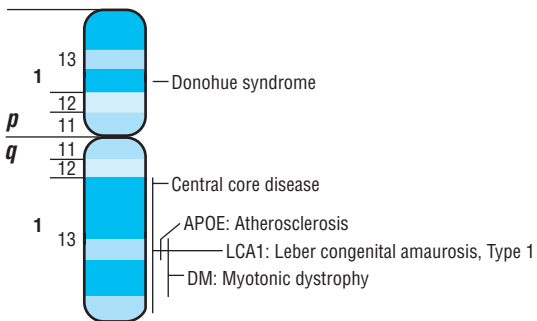 13
1
Donohue syndrome
12
11
p
q
11
12
Central core disease
APOE: Atherosclerosis
1
13
LCA1: Leber congenital amaurosis, Type 1
DM: Myotonic dystrophy